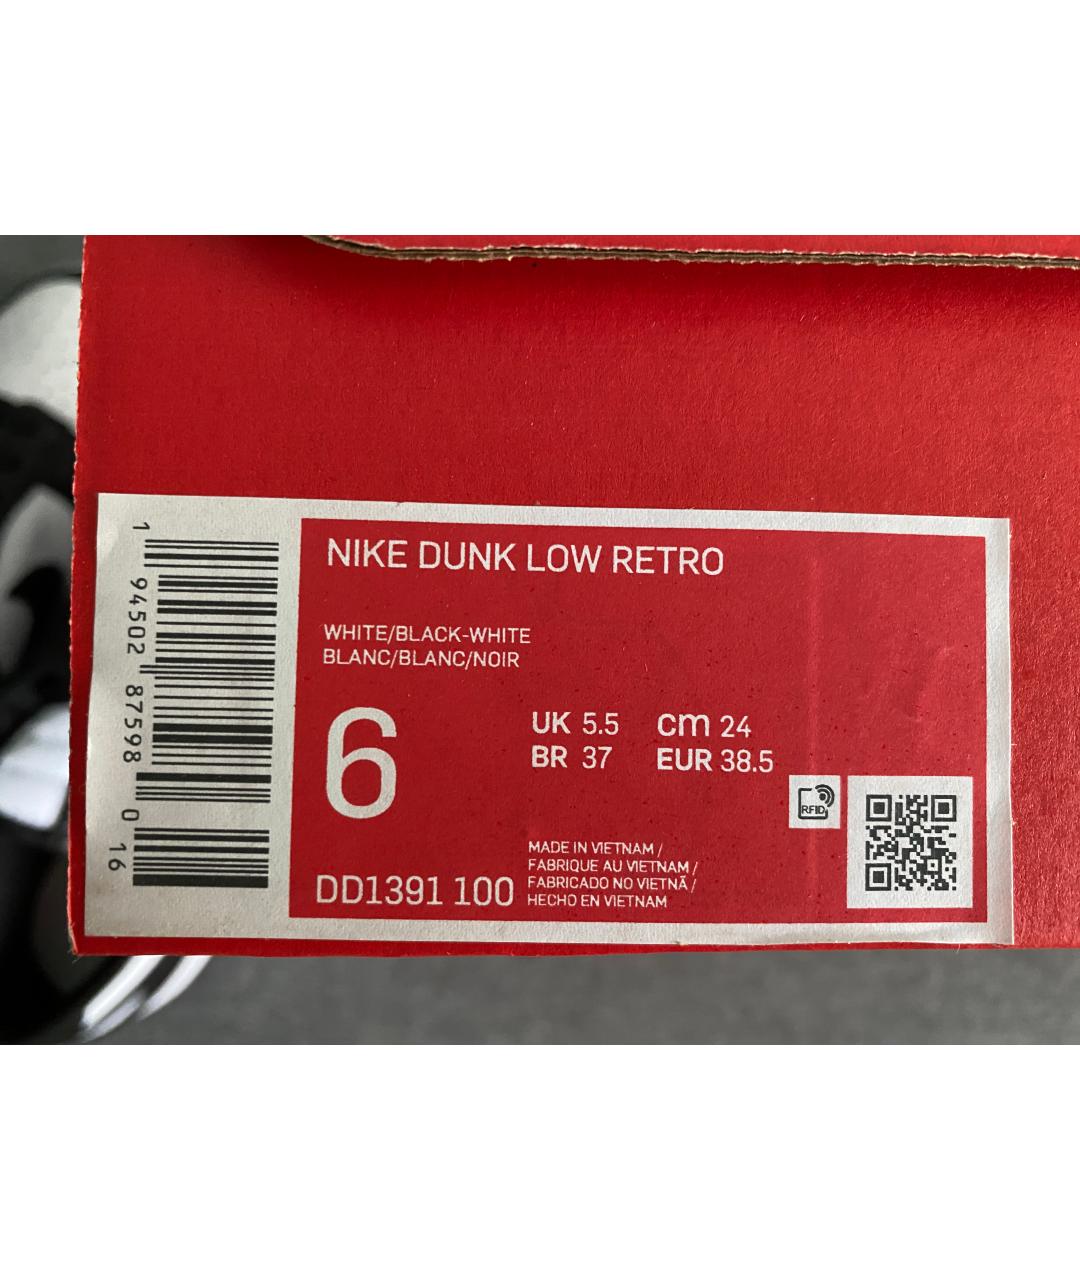 NIKE DUNK LOW RETRO
WHITE/BLACK-WHITE
BLANC/BLANC/NOIR
6
UK 5.5 cm 24
BR 37 EUR 38.5
RFID
MADE IN VIETNAM /
FABRIQUE AU VIETNAM /
FABRICADO NO VIETNÃ /
HECHO EN VIETNAM
DD1391 100
1 94502 87598 0 16